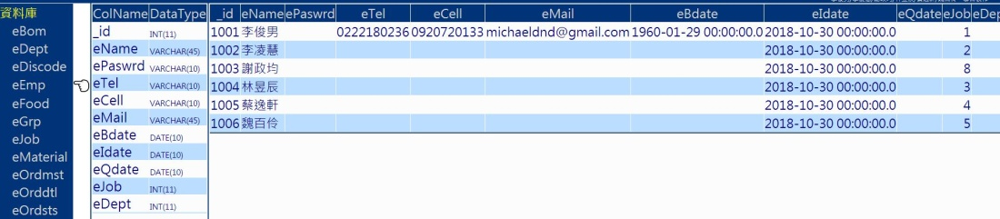 資料庫
eBom
eDept
eDiscode
eEmp
eFood
eGrp
eJob
eMaterial
eOrdmst
eOrddtl
eOrdsts
ColName DataType
_id INT(11)
eName VARCHAR(45)
ePaswrd VARCHAR(10)
eTel VARCHAR(10)
eCell VARCHAR(10)
eMail VARCHAR(45)
eBdate DATE(10)
eIdate DATE(10)
eQdate DATE(10)
eJob INT(11)
eDept INT(11)
_id eName ePaswrd eTel eCell eMail eBdate eIdate eQdate eJob eDep
1001 李俊男 0222180236 0920720133 michaeldnd@gmail.com 1960-01-29 00:00:00.0 2018-10-30 00:00:00.0 1
1002 李凌慧 2018-10-30 00:00:00.0 2
1003 謝政均 2018-10-30 00:00:00.0 8
1004 林昱辰 2018-10-30 00:00:00.0 3
1005 蔡逸軒 2018-10-30 00:00:00.0 4
1006 魏百伶 2018-10-30 00:00:00.0 5